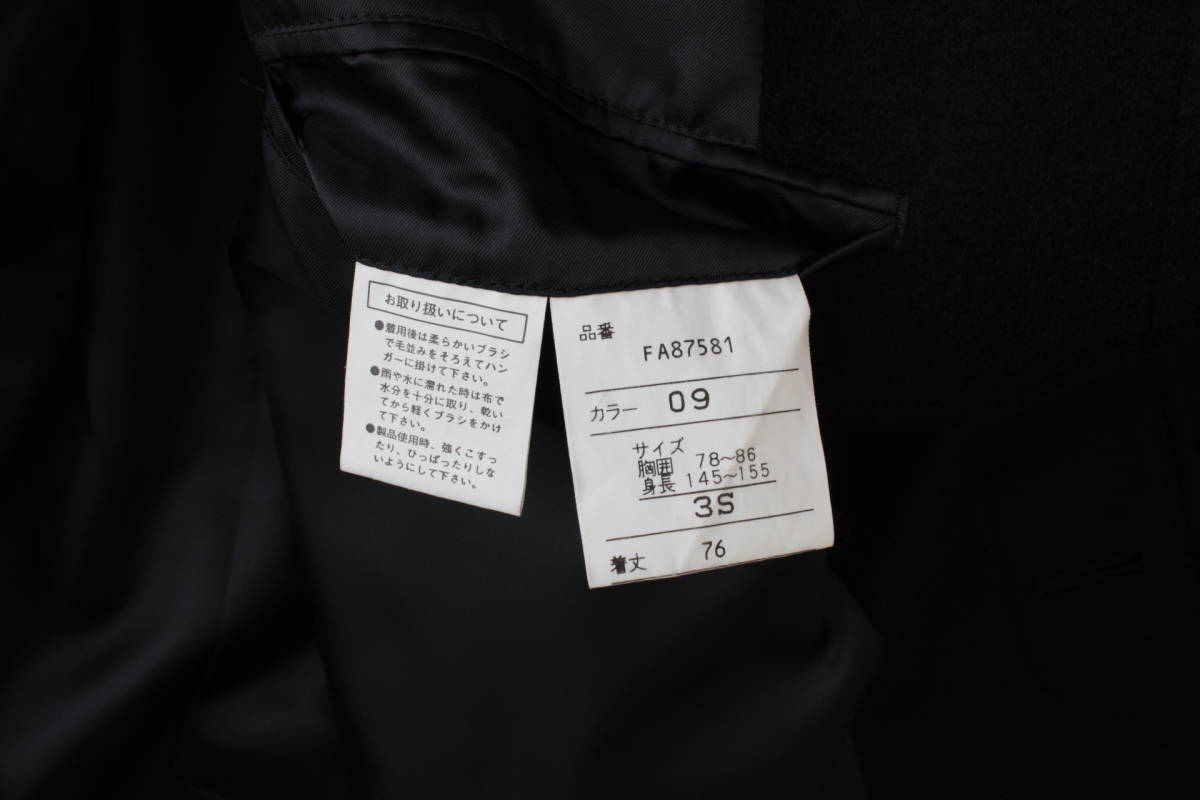 お取り扱いについて
●着用後は柔らかいブラシ
で毛並みをそろえてハン
ガーに掛けて下さい。
●雨や水に濡れた時は布で
水分を十分に取り、乾い
てから軽くブラシをかけ
て下さい。
●製品使用時、強くこすっ
たり、ひっぱったりしな
いようにして下さい。
品番
FA87581
カラー 09
サイズ
胸囲 78～86
身長 145～155
3S
着丈 76